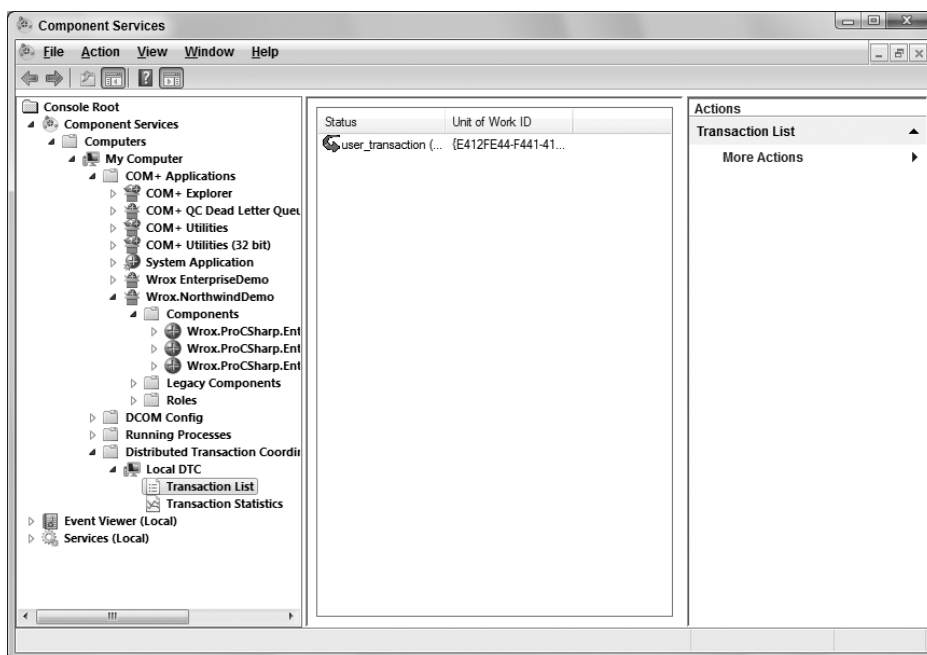 Component Services
File Action View Window Help
Console Root
Component Services
Computers
My Computer
COM+ Applications
COM+ Explorer
COM+ QC Dead Letter Queu
COM+ Utilities
COM+ Utilities (32 bit)
System Application
Wrox EnterpriseDemo
Wrox.NorthwindDemo
Components
Wrox.ProCSharp.Ent
Wrox.ProCSharp.Ent
Wrox.ProCSharp.Ent
Legacy Components
Roles
DCOM Config
Running Processes
Distributed Transaction Coordin
Local DTC
Transaction List
Transaction Statistics
Event Viewer (Local)
Services (Local)
Status Unit of Work ID
user_transaction (... {E412FE44-F441-41...
Actions
Transaction List
More Actions